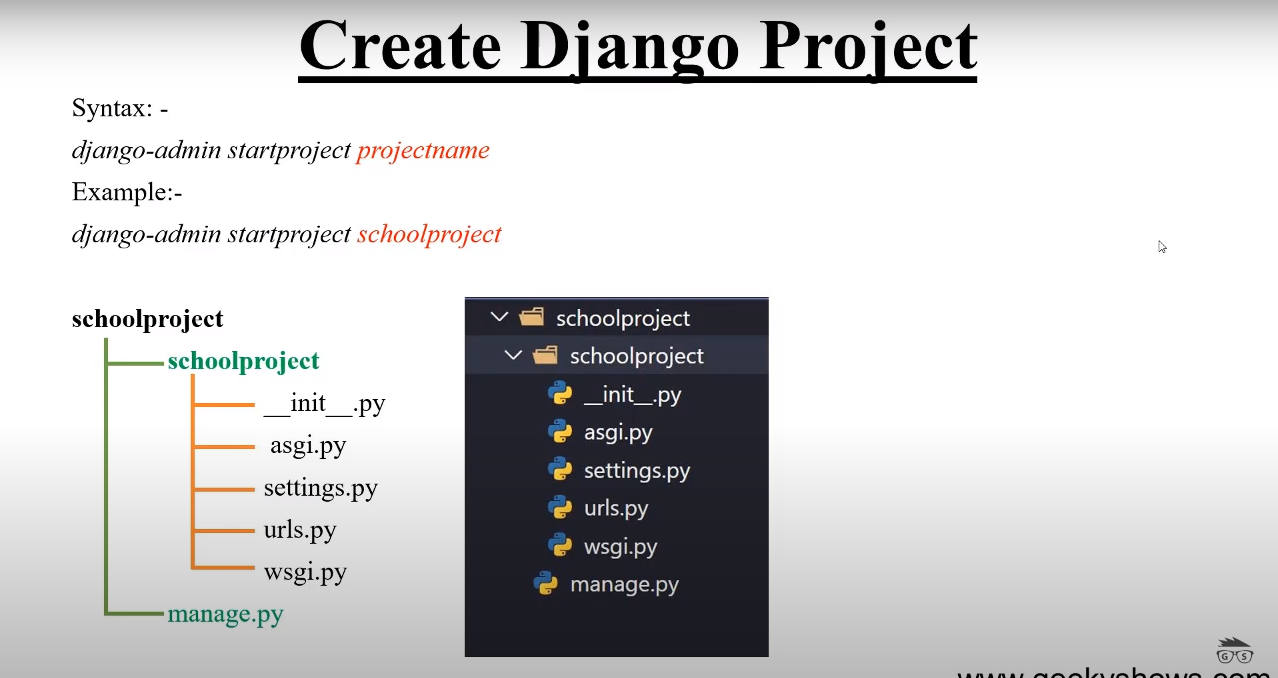 Create Django Project
Syntax: -
django-admin startproject projectname
Example:-
django-admin startproject schoolproject
schoolproject
schoolproject
__init__.py
asgi.py
settings.py
urls.py
wsgi.py
manage.py
schoolproject
schoolproject
__init__.py
asgi.py
settings.py
urls.py
wsgi.py
manage.py
G S
www.geekyshows.com